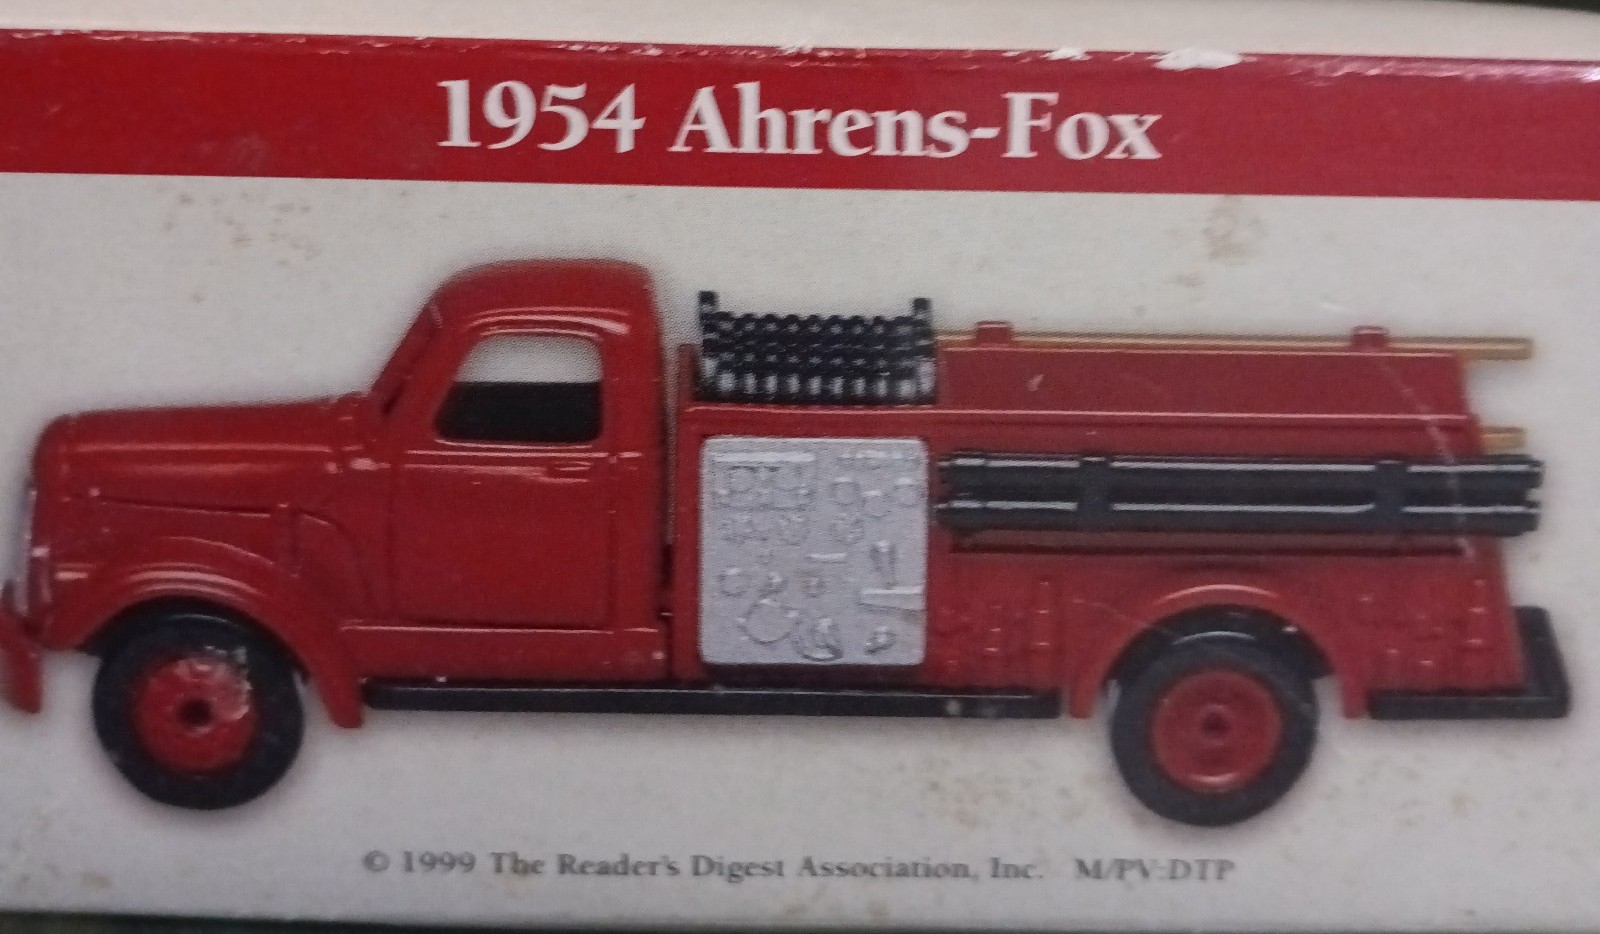 1954 Ahrens-Fox
© 1999 The Reader's Digest Association, Inc. M/PV:DTP